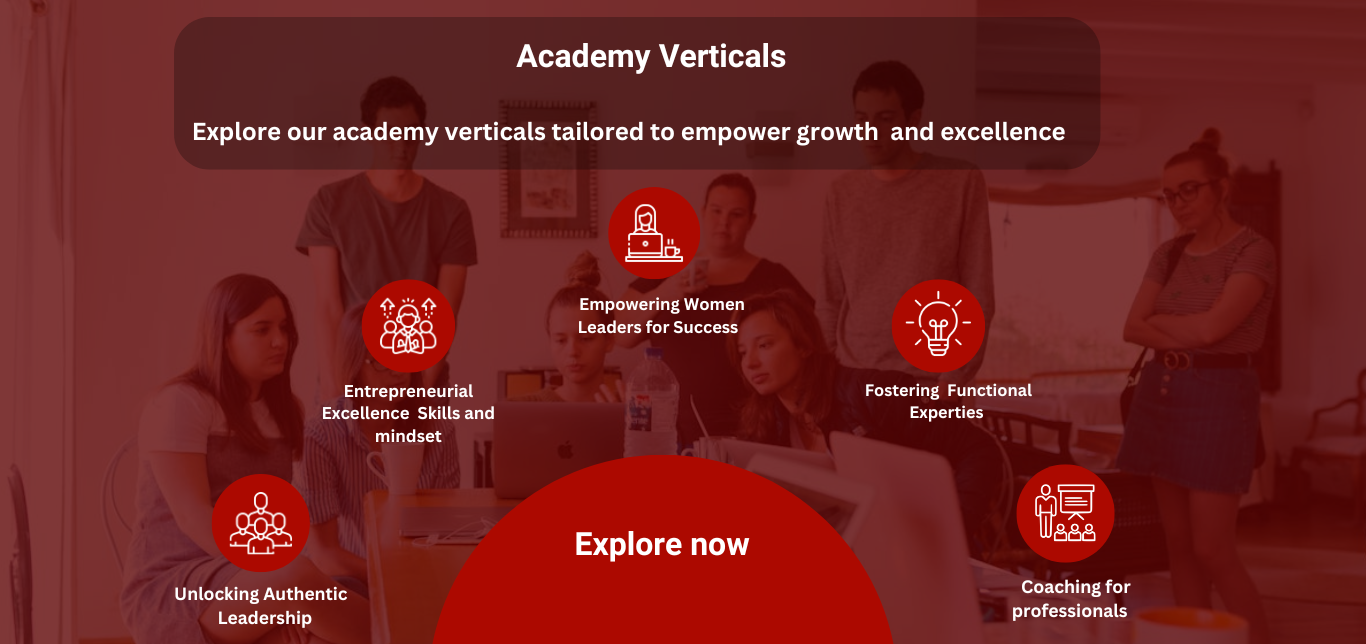 Academy Verticals
Explore our academy verticals tailored to empower growth and excellence
Empowering Women
Leaders for Success
Entrepreneurial
Excellence Skills and
mindset
Fostering Functional
Experties
Unlocking Authentic
Leadership
Explore now
Coaching for
professionals